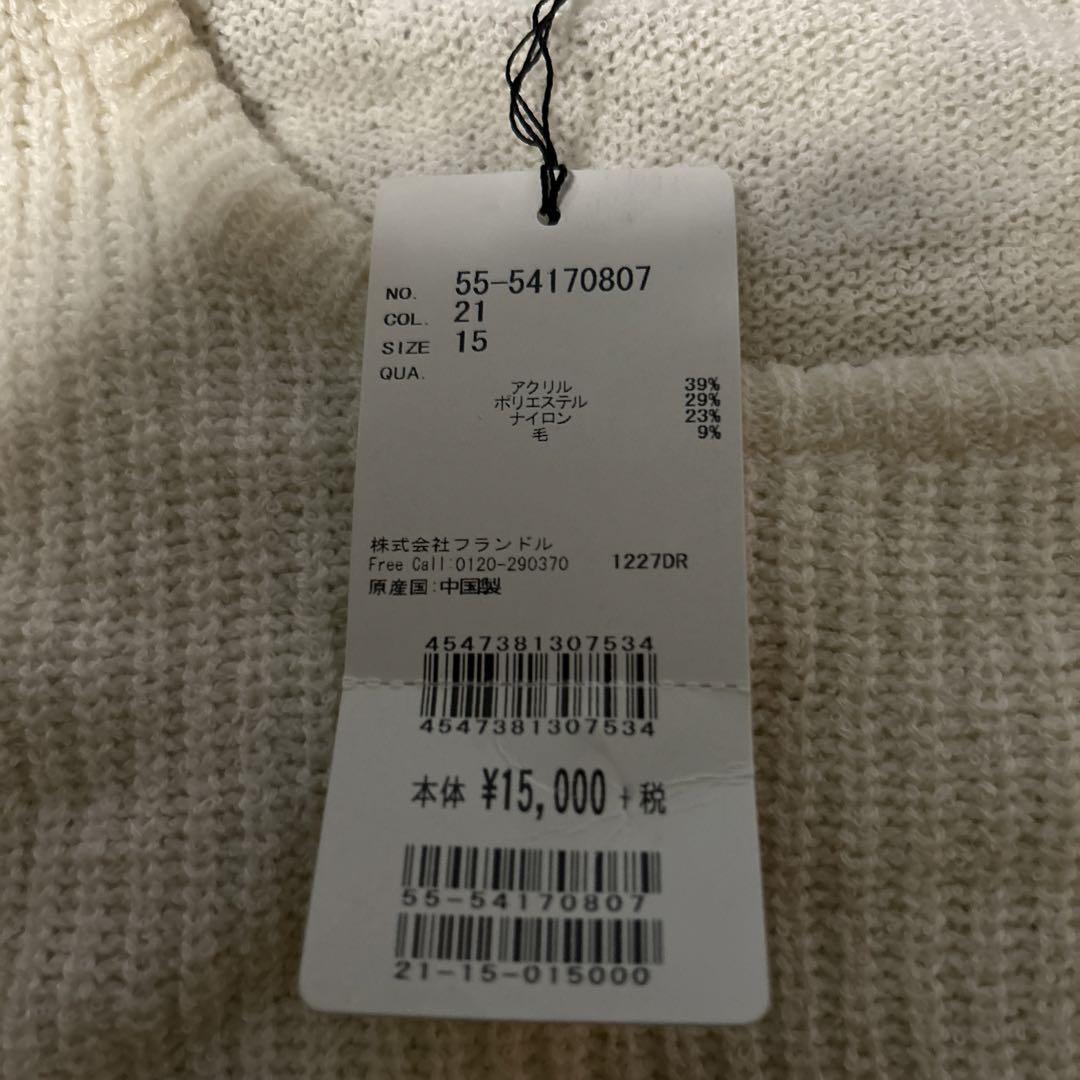 NO. 55-54170807
COL. 21
SIZE 15
QUA.
アクリル 39%
ポリエステル 29%
ナイロン 23%
毛 9%
株式会社フランドル
Free Call:0120-290370 1227DR
原産国:中国製
4547381307534
4547381307534
本体 ¥15,000 +税
55-54170807
21-15-015000